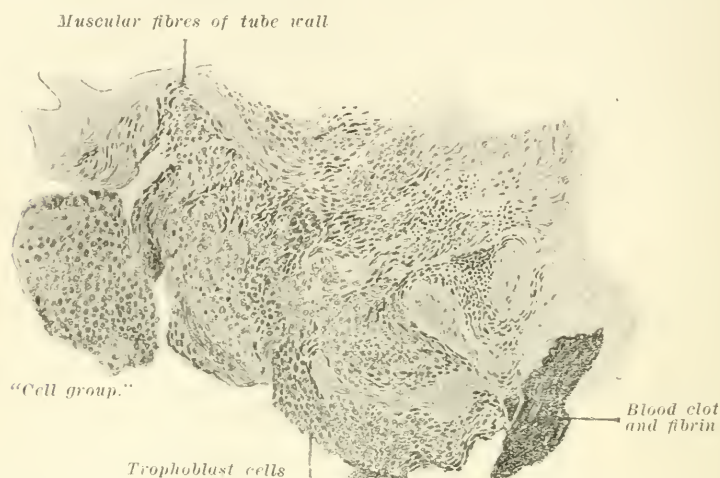 Muscular fibres of tube wall
"Cell group."
Blood clot
and fibrin
Trophoblast cells